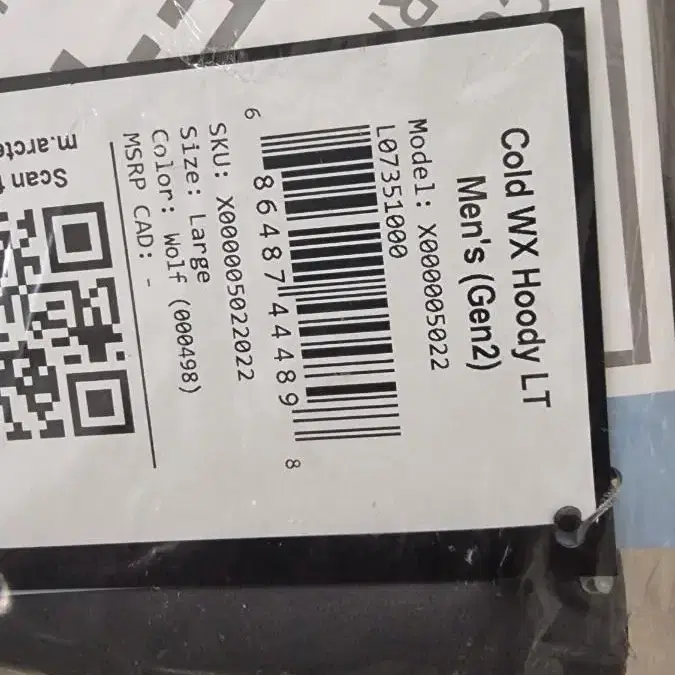 Cold WX Hoody LT
Men's (Gen2)
Model: X000005022
L07351000
6 86487 44489 8
SKU: X000005022022
Size: Large
Color: Wolf (000498)
MSRP CAD: -
Scan
m.arcte